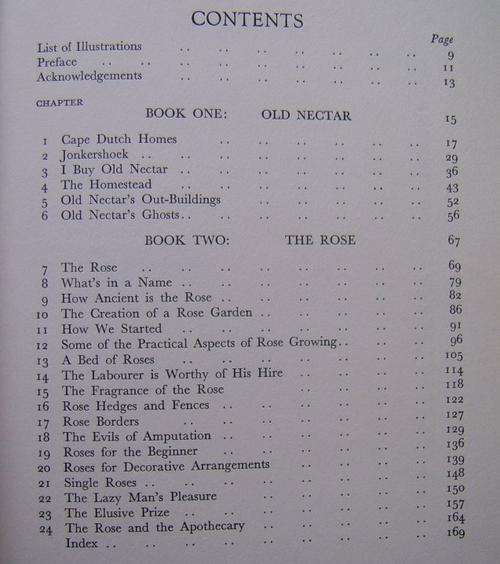 CONTENTS
Page
List of Illustrations .. .. .. .. .. .. 9
Preface .. .. .. .. .. .. .. .. 11
Acknowledgements .. .. .. .. .. .. 13
CHAPTER
BOOK ONE: OLD NECTAR 15
1 Cape Dutch Homes .. .. .. .. .. .. 17
2 Jonkershoek .. .. .. .. .. .. .. 29
3 I Buy Old Nectar .. .. .. .. .. .. 36
4 The Homestead .. .. .. .. .. .. 43
5 Old Nectar's Out-Buildings .. .. .. .. .. 52
6 Old Nectar's Ghosts .. .. .. .. .. .. 56
BOOK TWO: THE ROSE 67
7 The Rose .. .. .. .. .. .. .. .. 69
8 What's in a Name .. .. .. .. .. .. 79
9 How Ancient is the Rose .. .. .. .. .. .. 82
10 The Creation of a Rose Garden .. .. .. .. .. 86
11 How We Started .. .. .. .. .. .. 91
12 Some of the Practical Aspects of Rose Growing .. .. .. 96
13 A Bed of Roses .. .. .. .. .. .. .. 105
14 The Labourer is Worthy of His Hire .. .. .. .. 114
15 The Fragrance of the Rose .. .. .. .. 118
16 Rose Hedges and Fences .. .. .. .. .. .. 122
17 Rose Borders .. .. .. .. .. .. .. 127
18 The Evils of Amputation .. .. .. .. .. .. 129
19 Roses for the Beginner .. .. .. .. .. .. 136
20 Roses for Decorative Arrangements .. .. .. .. 139
21 Single Roses .. .. .. .. .. .. .. .. 148
22 The Lazy Man's Pleasure .. .. .. .. .. 150
23 The Elusive Prize .. .. .. .. .. .. .. 157
24 The Rose and the Apothecary .. .. .. .. .. 164
Index .. .. .. .. .. .. .. .. 169